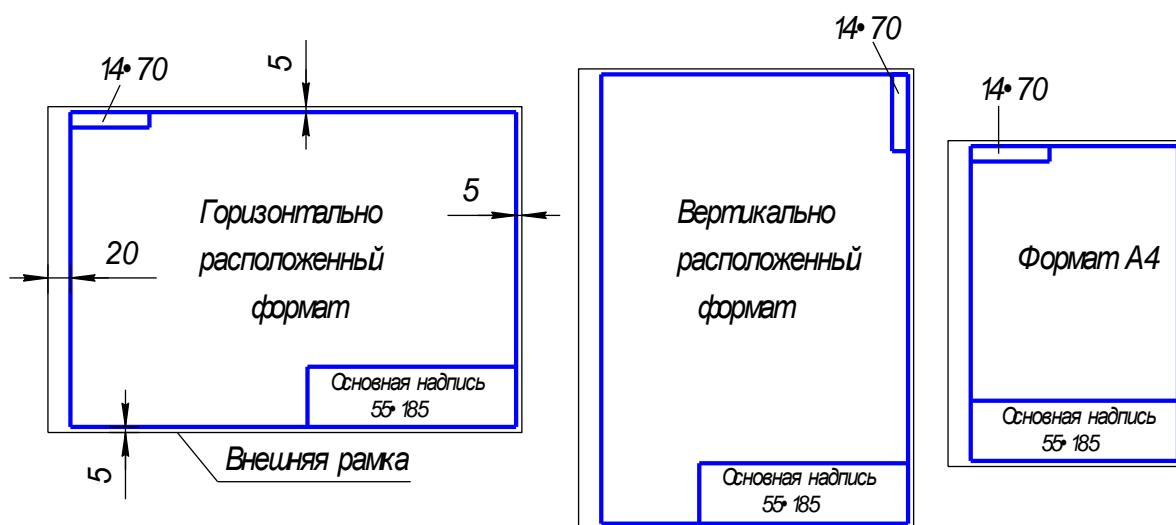 14•70
5
Горизонтально
расположенный
формат
5
20
Основная надпись
55•185
5
Внешняя рамка
14•70
Вертикально
расположенный
формат
Основная надпись
55•185
14•70
Формат А4
Основная надпись
55•185